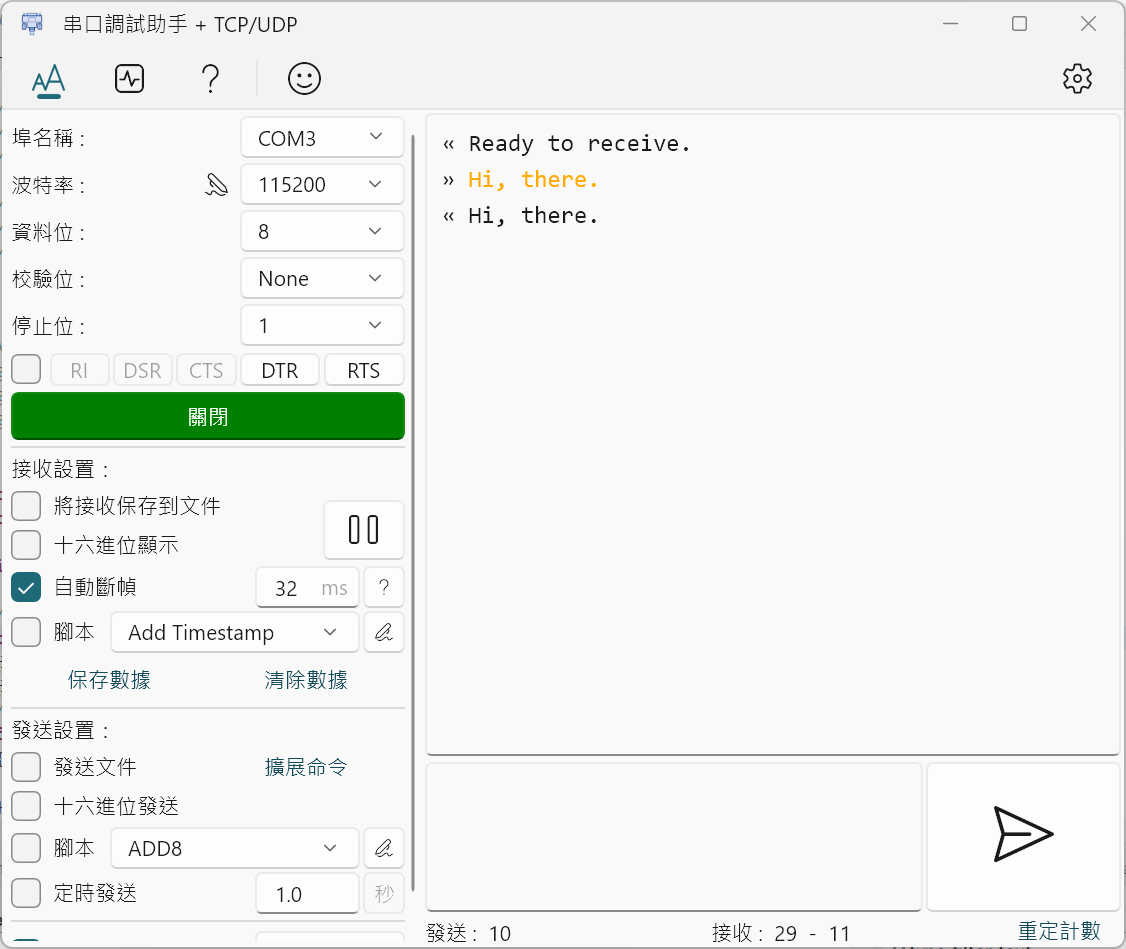 串口調試助手 + TCP/UDP
埠名稱 :
COM3
波特率 :
115200
資料位 :
8
校驗位 :
None
停止位 :
1
RI
DSR
CTS
DTR
RTS
關閉
接收設置 :
將接收保存到文件
十六進位顯示
自動斷幀
32 ms
?
腳本
Add Timestamp
保存數據
清除數據
發送設置 :
發送文件
擴展命令
十六進位發送
腳本
ADD8
定時發送
1.0
秒
« Ready to receive.
» Hi, there.
« Hi, there.
發送 : 10
接收 : 29 - 11
重定計數